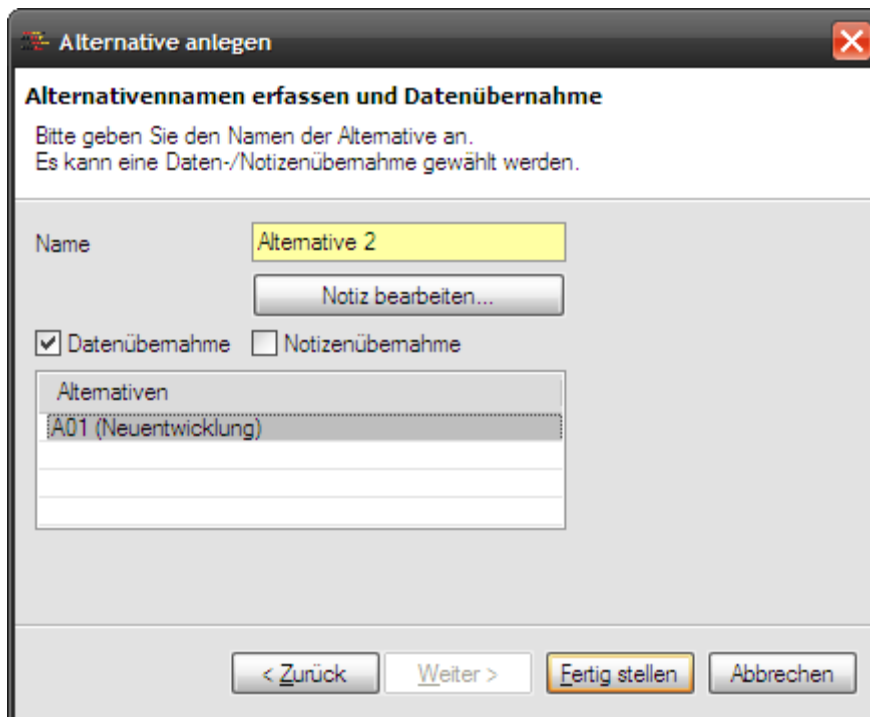 Alternative anlegen
Alternativennamen erfassen und Datenübernahme
Bitte geben Sie den Namen der Alternative an.
Es kann eine Daten-/Notizenübernahme gewählt werden.
Name Alternative 2
Notiz bearbeiten...
Datenübernahme Notizenübernahme
Alternativen
A01 (Neuentwicklung)
< Zurück Weiter > Fertig stellen Abbrechen